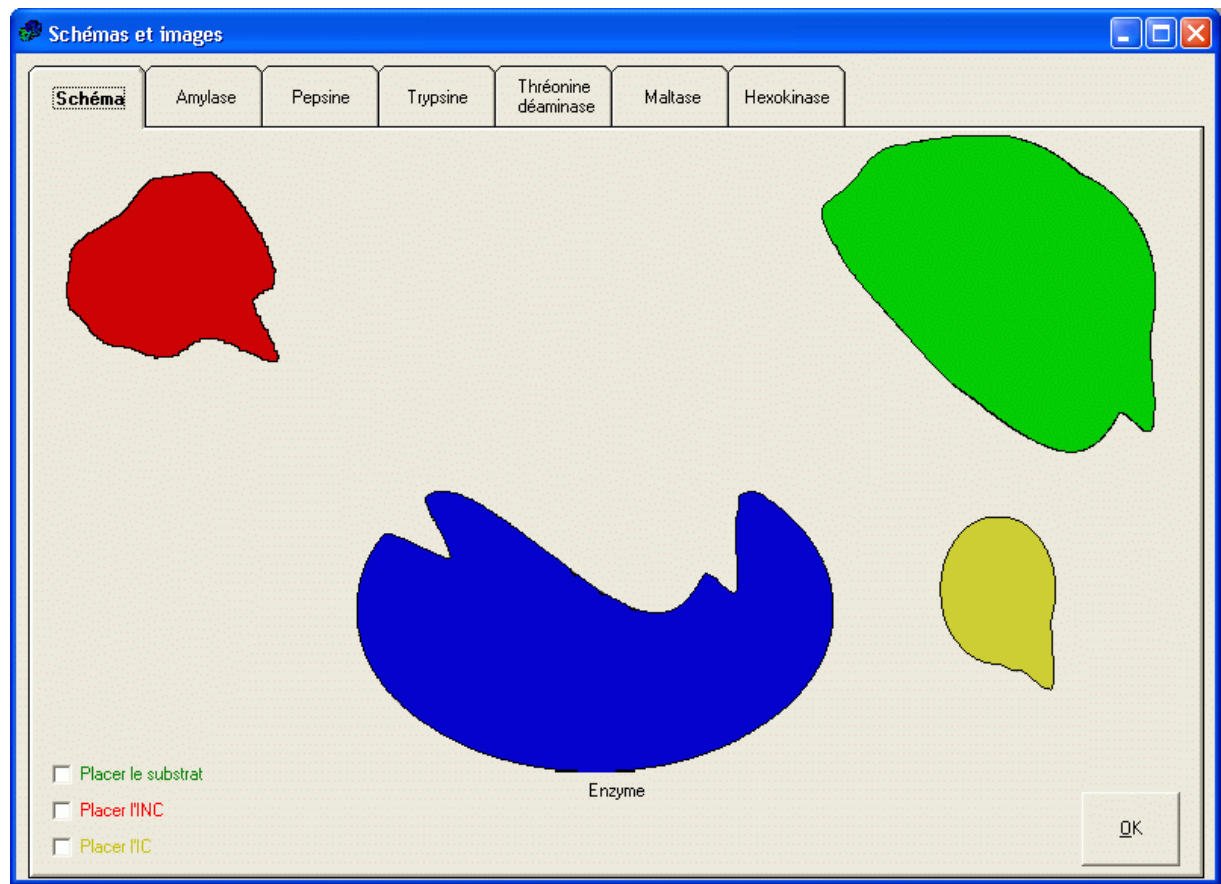 Schémas et images
Schéma
Amylase
Pepsine
Trypsine
Thréonine
déaminase
Maltase
Hexokinase
Placer le substrat
Placer l'INC
Placer l'IC
Enzyme
OK